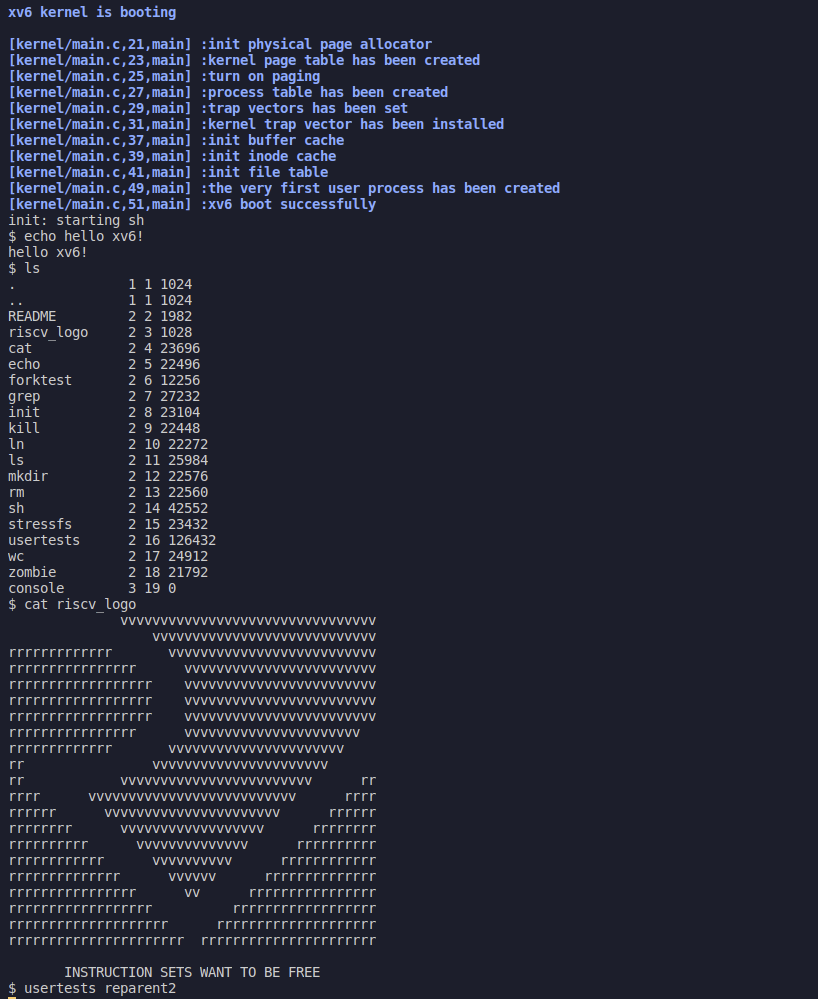 xv6 kernel is booting

[kernel/main.c,21,main] :init physical page allocator
[kernel/main.c,23,main] :kernel page table has been created
[kernel/main.c,25,main] :turn on paging
[kernel/main.c,27,main] :process table has been created
[kernel/main.c,29,main] :trap vectors has been set
[kernel/main.c,31,main] :kernel trap vector has been installed
[kernel/main.c,37,main] :init buffer cache
[kernel/main.c,39,main] :init inode cache
[kernel/main.c,41,main] :init file table
[kernel/main.c,49,main] :the very first user process has been created
[kernel/main.c,51,main] :xv6 boot successfully
init: starting sh
$ echo hello xv6!
hello xv6!
$ ls
.              1 1 1024
..             1 1 1024
README         2 2 1982
riscv_logo     2 3 1028
cat            2 4 23696
echo           2 5 22496
forktest       2 6 12256
grep           2 7 27232
init           2 8 23104
kill           2 9 22448
ln             2 10 22272
ls             2 11 25984
mkdir          2 12 22576
rm             2 13 22560
sh             2 14 42552
stressfs       2 15 23432
usertests      2 16 126432
wc             2 17 24912
zombie         2 18 21792
console        3 19 0
$ cat riscv_logo
              vvvvvvvvvvvvvvvvvvvvvvvvvvvvvvvv
                  vvvvvvvvvvvvvvvvvvvvvvvvvvvv
rrrrrrrrrrrrr       vvvvvvvvvvvvvvvvvvvvvvvvvv
rrrrrrrrrrrrrrrr      vvvvvvvvvvvvvvvvvvvvvvvv
rrrrrrrrrrrrrrrrrr    vvvvvvvvvvvvvvvvvvvvvvvv
rrrrrrrrrrrrrrrrrr    vvvvvvvvvvvvvvvvvvvvvvvv
rrrrrrrrrrrrrrrrrr    vvvvvvvvvvvvvvvvvvvvvvvv
rrrrrrrrrrrrrrrr      vvvvvvvvvvvvvvvvvvvvvv
rrrrrrrrrrrrr       vvvvvvvvvvvvvvvvvvvvvv
rr                vvvvvvvvvvvvvvvvvvvvvv
rr            vvvvvvvvvvvvvvvvvvvvvvvv      rr
rrrr      vvvvvvvvvvvvvvvvvvvvvvvvvv      rrrr
rrrrrr      vvvvvvvvvvvvvvvvvvvvvv      rrrrrr
rrrrrrrr      vvvvvvvvvvvvvvvvvv      rrrrrrrr
rrrrrrrrrr      vvvvvvvvvvvvvv      rrrrrrrrrr
rrrrrrrrrrrr      vvvvvvvvvv      rrrrrrrrrrrr
rrrrrrrrrrrrrr      vvvvvv      rrrrrrrrrrrrrr
rrrrrrrrrrrrrrrr      vv      rrrrrrrrrrrrrrrr
rrrrrrrrrrrrrrrrrr          rrrrrrrrrrrrrrrrrr
rrrrrrrrrrrrrrrrrrrr      rrrrrrrrrrrrrrrrrrrr
rrrrrrrrrrrrrrrrrrrrrr  rrrrrrrrrrrrrrrrrrrrrr

       INSTRUCTION SETS WANT TO BE FREE
$ usertests reparent2